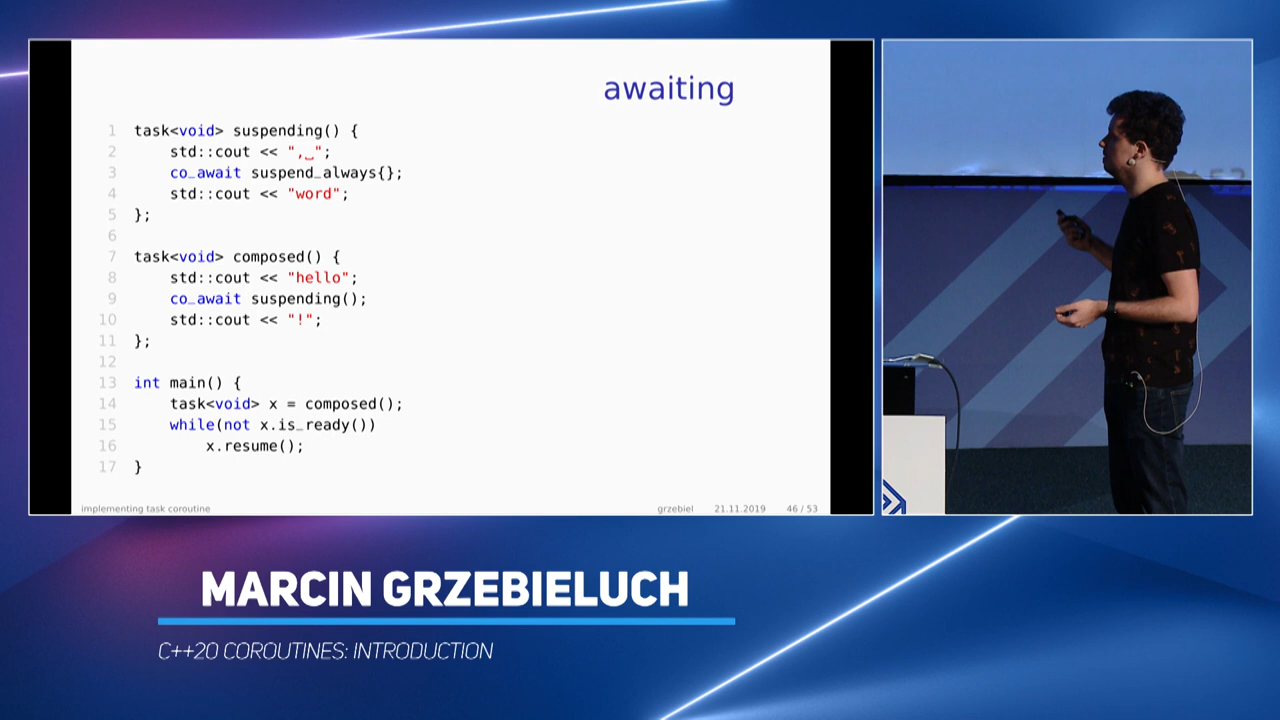 awaiting
1 task<void> suspending() {
2 std::cout << ",␣";
3 co_await suspend_always{};
4 std::cout << "word";
5 };
6
7 task<void> composed() {
8 std::cout << "hello";
9 co_await suspending();
10 std::cout << "!";
11 };
12
13 int main() {
14 task<void> x = composed();
15 while(not x.is_ready())
16 x.resume();
17 }
implementing task coroutine grzebiel 21.11.2019 46 / 53
MARCIN GRZEBIELUCH
C++20 COROUTINES: INTRODUCTION